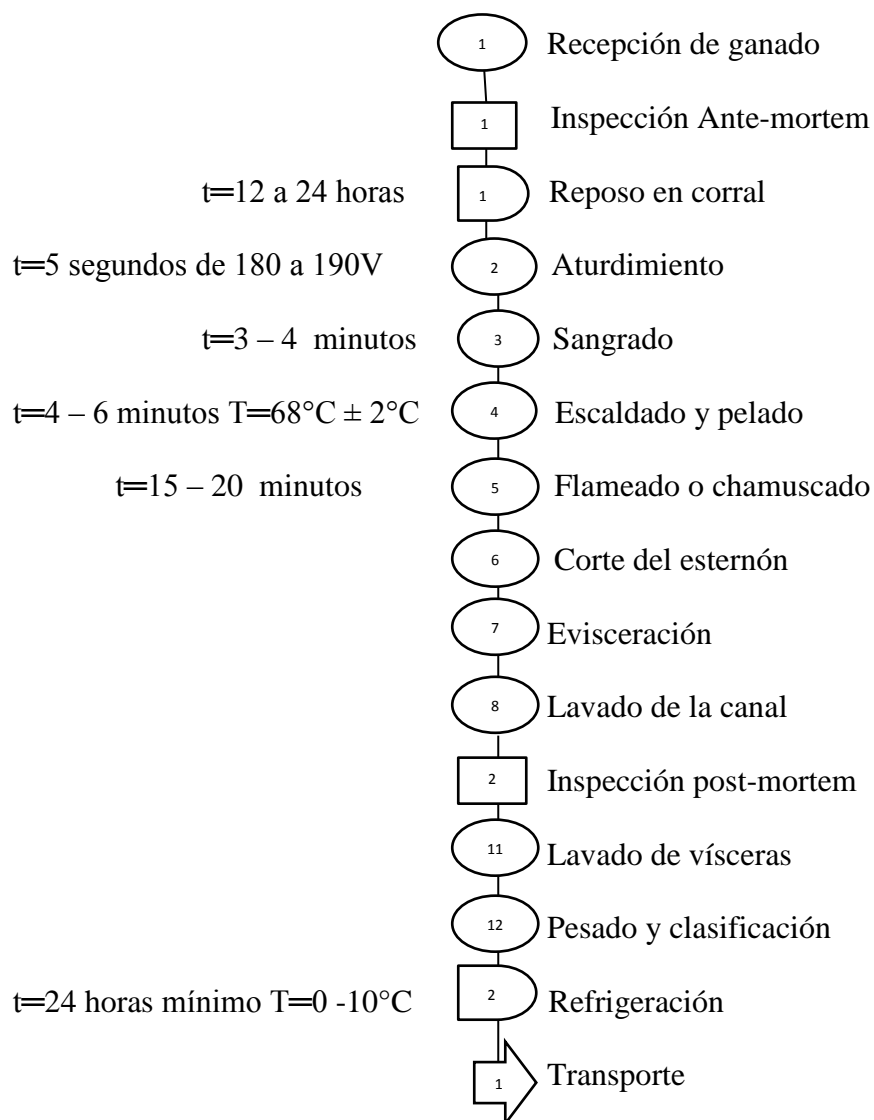 1 Recepción de ganado
1 Inspección Ante-mortem
t=12 a 24 horas 1 Reposo en corral
t=5 segundos de 180 a 190V 2 Aturdimiento
t=3 – 4 minutos 3 Sangrado
t=4 – 6 minutos T=68°C ± 2°C 4 Escaldado y pelado
t=15 – 20 minutos 5 Flameado o chamuscado
6 Corte del esternón
7 Evisceración
8 Lavado de la canal
2 Inspección post-mortem
11 Lavado de vísceras
12 Pesado y clasificación
t=24 horas mínimo T=0 -10°C 2 Refrigeración
1 Transporte